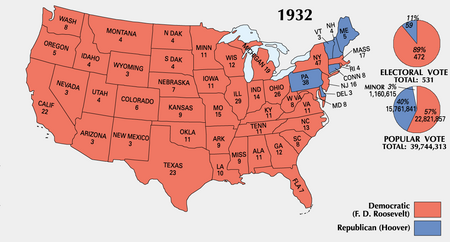 1932
WASH
8
OREGON
5
CALIF
22
NEVADA
3
IDAHO
4
MONTANA
4
WYOMING
3
UTAH
4
COLORADO
6
ARIZONA
3
NEW MEXICO
3
N DAK
4
S DAK
4
NEBRASKA
7
KANSAS
9
OKLA
11
TEXAS
23
MINN
11
IOWA
11
MO
15
ARK
9
LA
10
WIS
12
ILL
29
MICHIGAN
19
IND
14
OHIO
26
KY
11
TENN
11
MISS
9
ALA
11
GA
12
FLA 7
SC
8
NC
13
VA
11
W
VA
8
PA
36
NY
47
VT
3
NH
4
ME
5
MASS
17
RI 4
CONN 8
NJ 16
DEL 3
MD 8
11%
59
89%
472
ELECTORAL VOTE
TOTAL: 531
MINOR 3%
1,160,615
40%
15,761,841
57%
22,821,857
POPULAR VOTE
TOTAL: 39,744,313
Democratic
(F. D. Roosevelt)
Republican (Hoover)